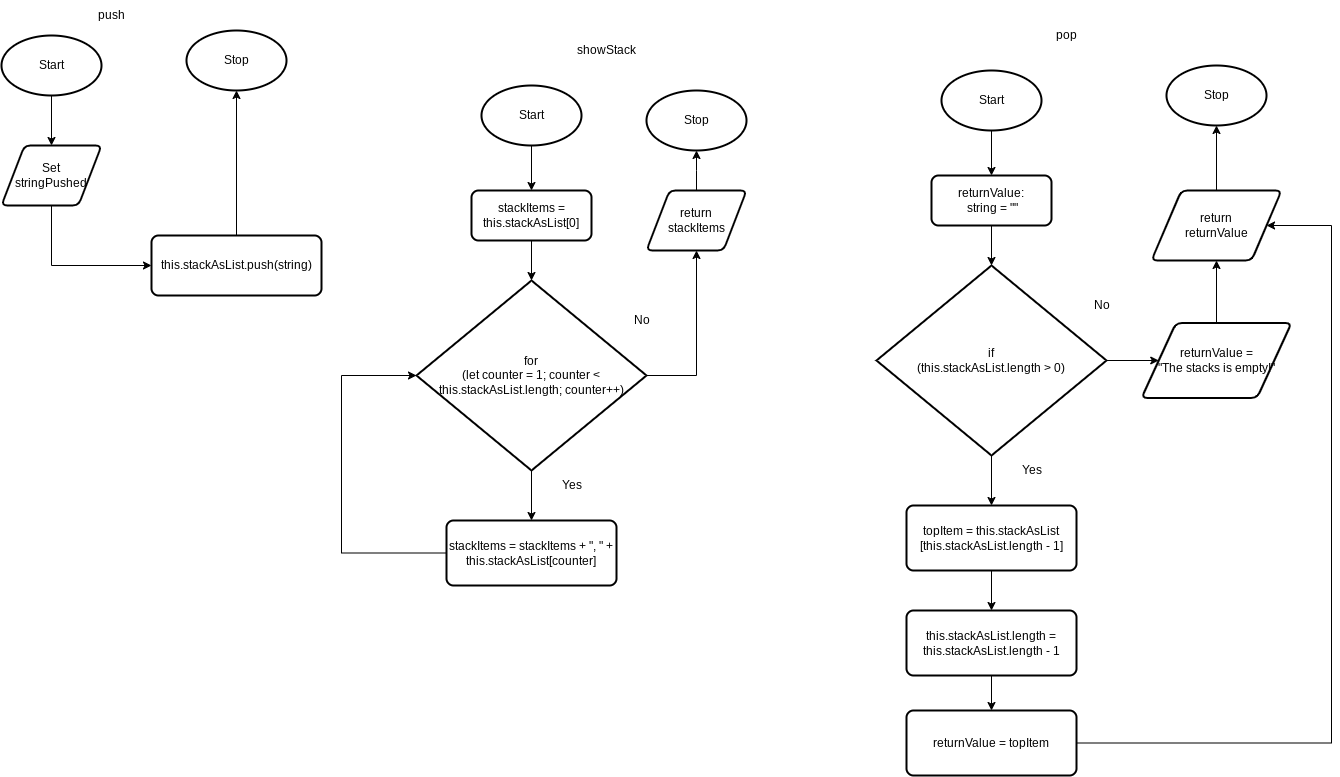 push
Start
Stop
Set
stringPushed
this.stackAsList.push(string)
showStack
Start
Stop
stackItems =
this.stackAsList[0]
return
stackItems
No
for
(let counter = 1; counter <
this.stackAsList.length; counter++)
Yes
stackItems = stackItems + ", " +
this.stackAsList[counter]
pop
Start
Stop
returnValue:
string = ""
return
returnValue
No
if
(this.stackAsList.length > 0)
returnValue =
"The stacks is empty!"
Yes
topItem = this.stackAsList
[this.stackAsList.length - 1]
this.stackAsList.length =
this.stackAsList.length - 1
returnValue = topItem